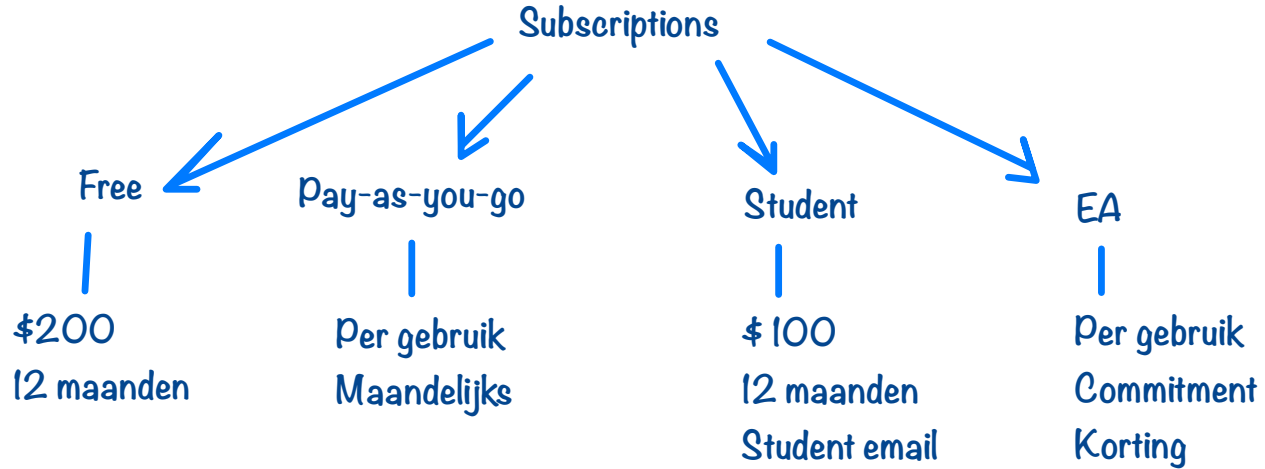 Subscriptions
Free
Pay-as-you-go
Student
EA
$200
12 maanden
Per gebruik
Maandelijks
$ 100
12 maanden
Student email
Per gebruik
Commitment
Korting